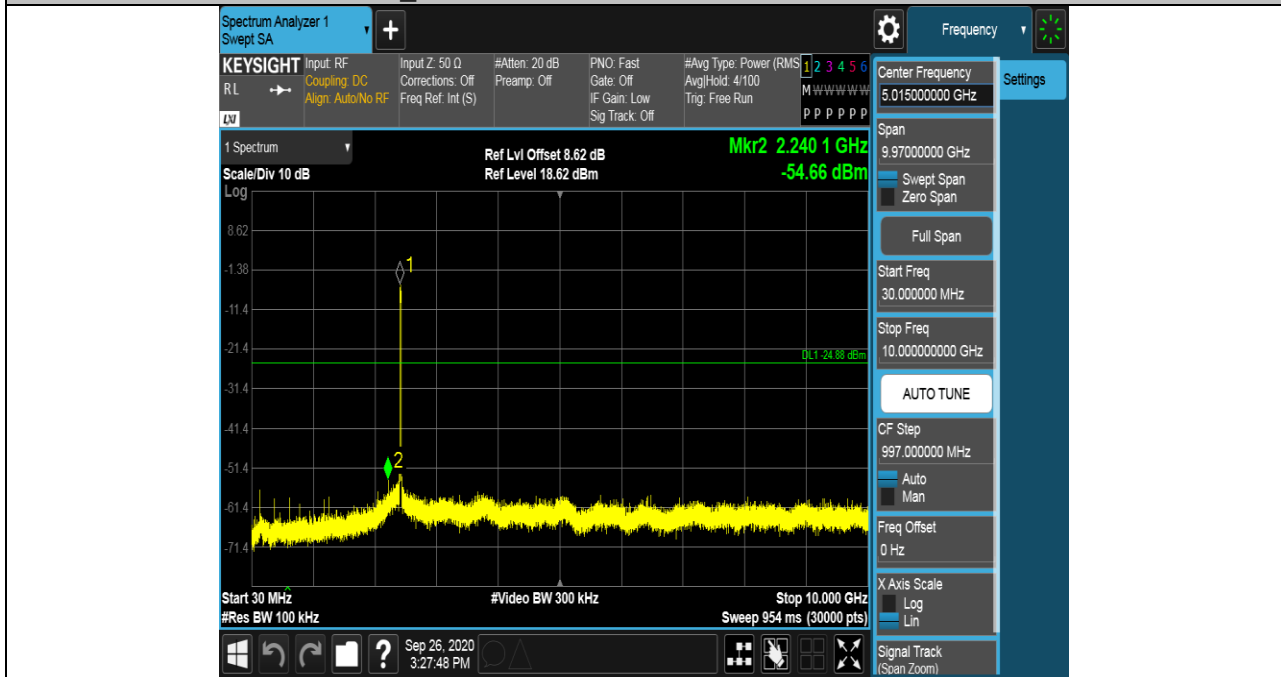 Spectrum Analyzer 1
Swept SA
Frequency
KEYSIGHT
RL
LXI
Input: RF
Coupling: DC
Align: Auto/No RF
Input Z: 50 Ω
Corrections: Off
Freq Ref: Int (S)
#Atten: 20 dB
Preamp: Off
PNO: Fast
Gate: Off
IF Gain: Low
Sig Track: Off
#Avg Type: Power (RMS
Avg|Hold: 4/100
Trig: Free Run
1 2 3 4 5 6
M W W W W W
P P P P P P
1 Spectrum
Scale/Div 10 dB
Log
Ref Lvl Offset 8.62 dB
Ref Level 18.62 dBm
Mkr2 2.240 1 GHz
-54.66 dBm
8.62
-1.38
-11.4
-21.4
-31.4
-41.4
-51.4
-61.4
-71.4
1
2
DL1 -24.88 dBm
Start 30 MHz
#Res BW 100 kHz
#Video BW 300 kHz
Stop 10.000 GHz
Sweep 954 ms (30000 pts)
Sep 26, 2020
3:27:48 PM
Center Frequency
5.015000000 GHz
Settings
Span
9.97000000 GHz
Swept Span
Zero Span
Full Span
Start Freq
30.000000 MHz
Stop Freq
10.000000000 GHz
AUTO TUNE
CF Step
997.000000 MHz
Auto
Man
Freq Offset
0 Hz
X Axis Scale
Log
Lin
Signal Track
(Span Zoom)